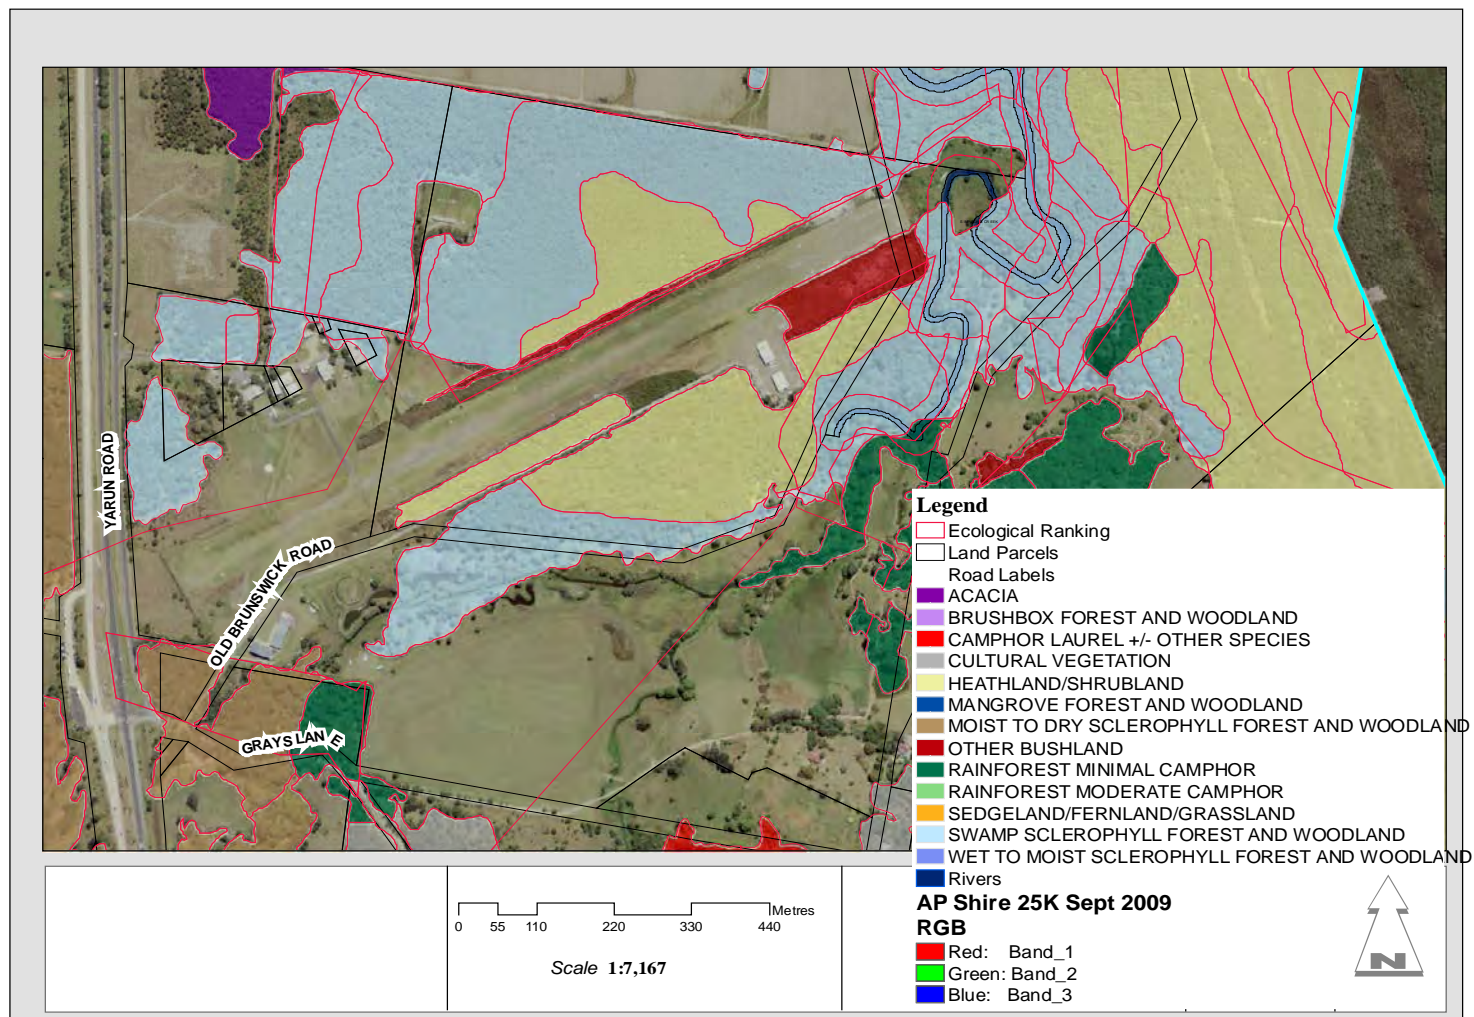 YARUN ROAD
OLD BRUNSWICK ROAD
GRAYS LANE
Legend
Ecological Ranking
Land Parcels
Road Labels
ACACIA
BRUSHBOX FOREST AND WOODLAND
CAMPHOR LAUREL +/- OTHER SPECIES
CULTURAL VEGETATION
HEATHLAND/SHRUBLAND
MANGROVE FOREST AND WOODLAND
MOIST TO DRY SCLEROPHYLL FOREST AND WOODLAND
OTHER BUSHLAND
RAINFOREST MINIMAL CAMPHOR
RAINFOREST MODERATE CAMPHOR
SEDGELAND/FERNLAND/GRASSLAND
SWAMP SCLEROPHYLL FOREST AND WOODLAND
WET TO MOIST SCLEROPHYLL FOREST AND WOODLAND
Rivers
AP Shire 25K Sept 2009
RGB
Red: Band_1
Green: Band_2
Blue: Band_3
Metres
0 55 110 220 330 440
Scale 1:7,167
N